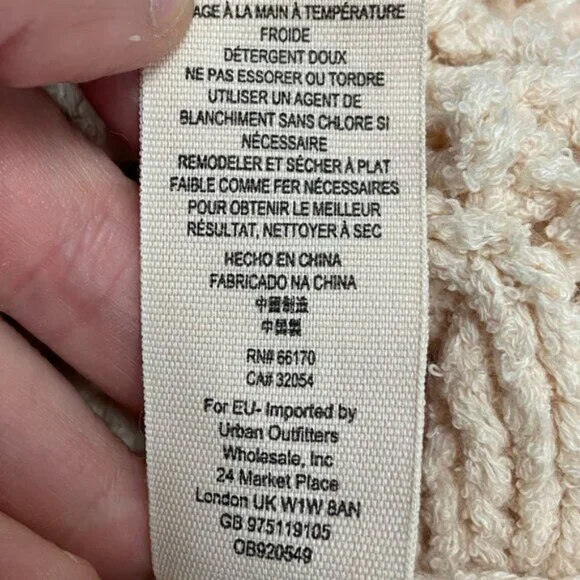 AGE À LA MAIN À TEMPÉRATURE
FROIDE
DÉTERGENT DOUX
NE PAS ESSORER OU TORDRE
UTILISER UN AGENT DE
BLANCHIMENT SANS CHLORE SI
NÉCESSAIRE
REMODELER ET SÉCHER À PLAT
FAIBLE COMME FER NÉCESSAIRES
POUR OBTENIR LE MEILLEUR
RÉSULTAT, NETTOYER À SEC
HECHO EN CHINA
FABRICADO NA CHINA
中國制造
中国製
RN# 66170
CA# 32054
For EU- Imported by
Urban Outfitters
Wholesale, Inc
24 Market Place
London UK W1W 8AN
GB 975119105
OB920549